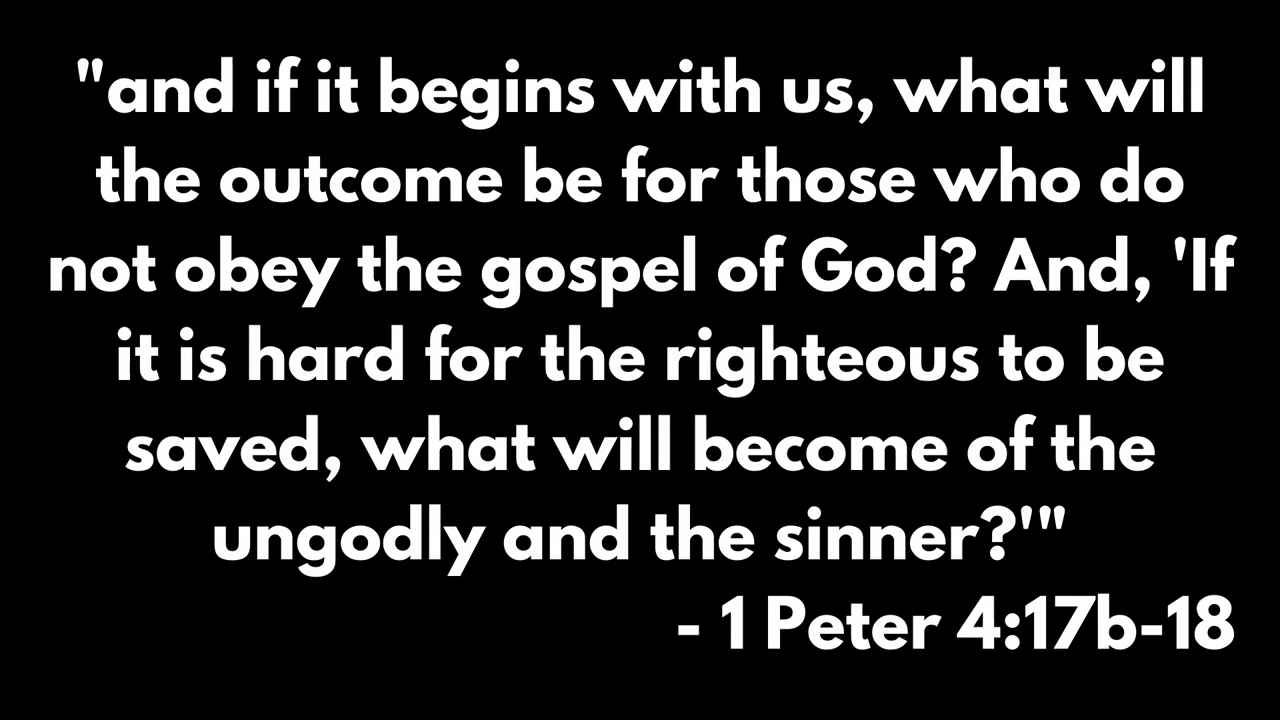 "and if it begins with us, what will
the outcome be for those who do
not obey the gospel of God? And, 'If
it is hard for the righteous to be
saved, what will become of the
ungodly and the sinner?'"
- 1 Peter 4:17b-18